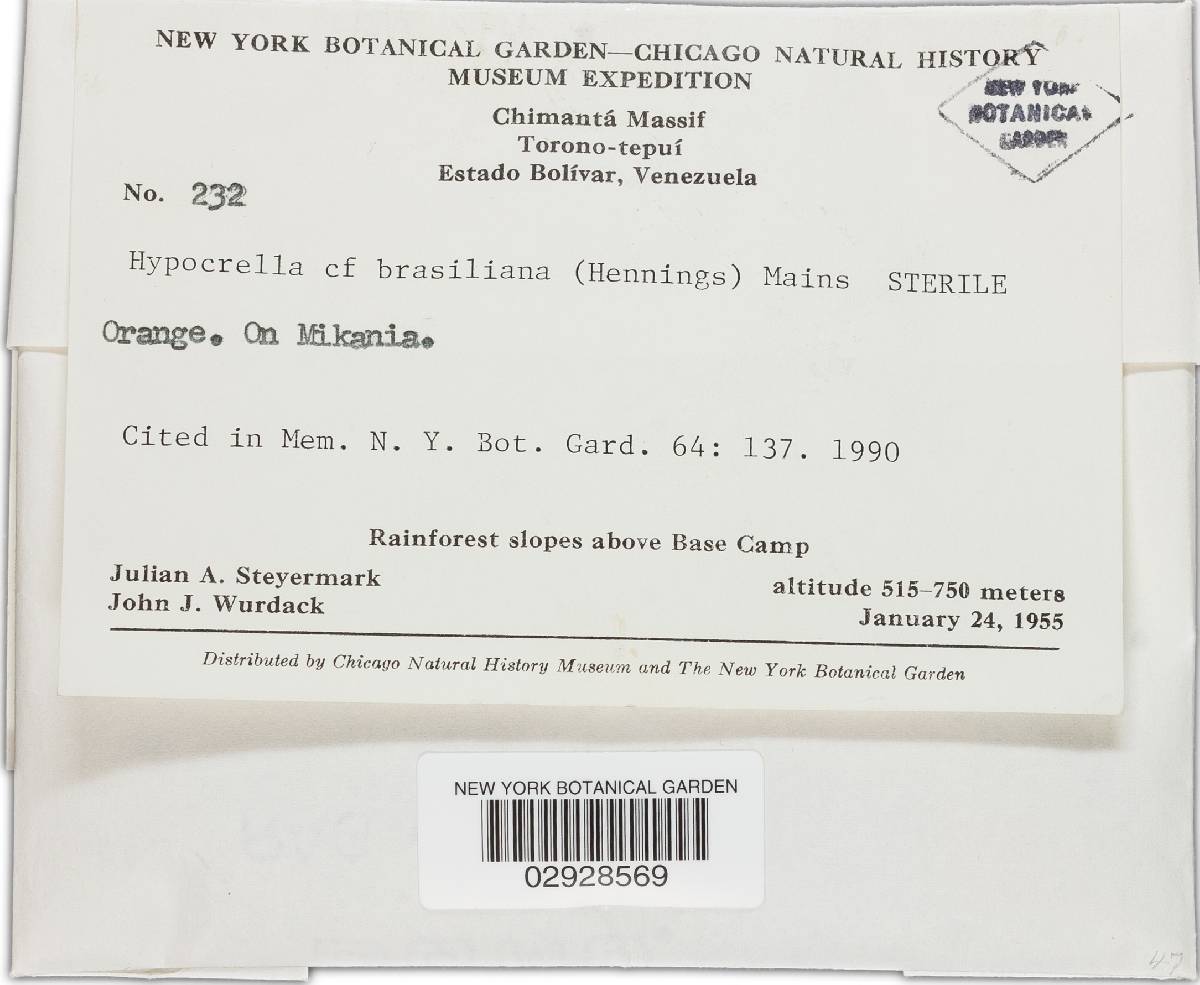 NEW YORK BOTANICAL GARDEN—CHICAGO NATURAL HISTORY
MUSEUM EXPEDITION
NEW YORK
BOTANICAL
GARDEN
Chimantá Massif
Torono-tepuí
Estado Bolívar, Venezuela
No. 232
Hypocrella cf brasiliana (Hennings) Mains STERILE
Orange. On Mikania.
Cited in Mem. N. Y. Bot. Gard. 64: 137. 1990
Rainforest slopes above Base Camp
Julian A. Steyermark
John J. Wurdack
altitude 515–750 meters
January 24, 1955
Distributed by Chicago Natural History Museum and The New York Botanical Garden
NEW YORK BOTANICAL GARDEN
02928569
47